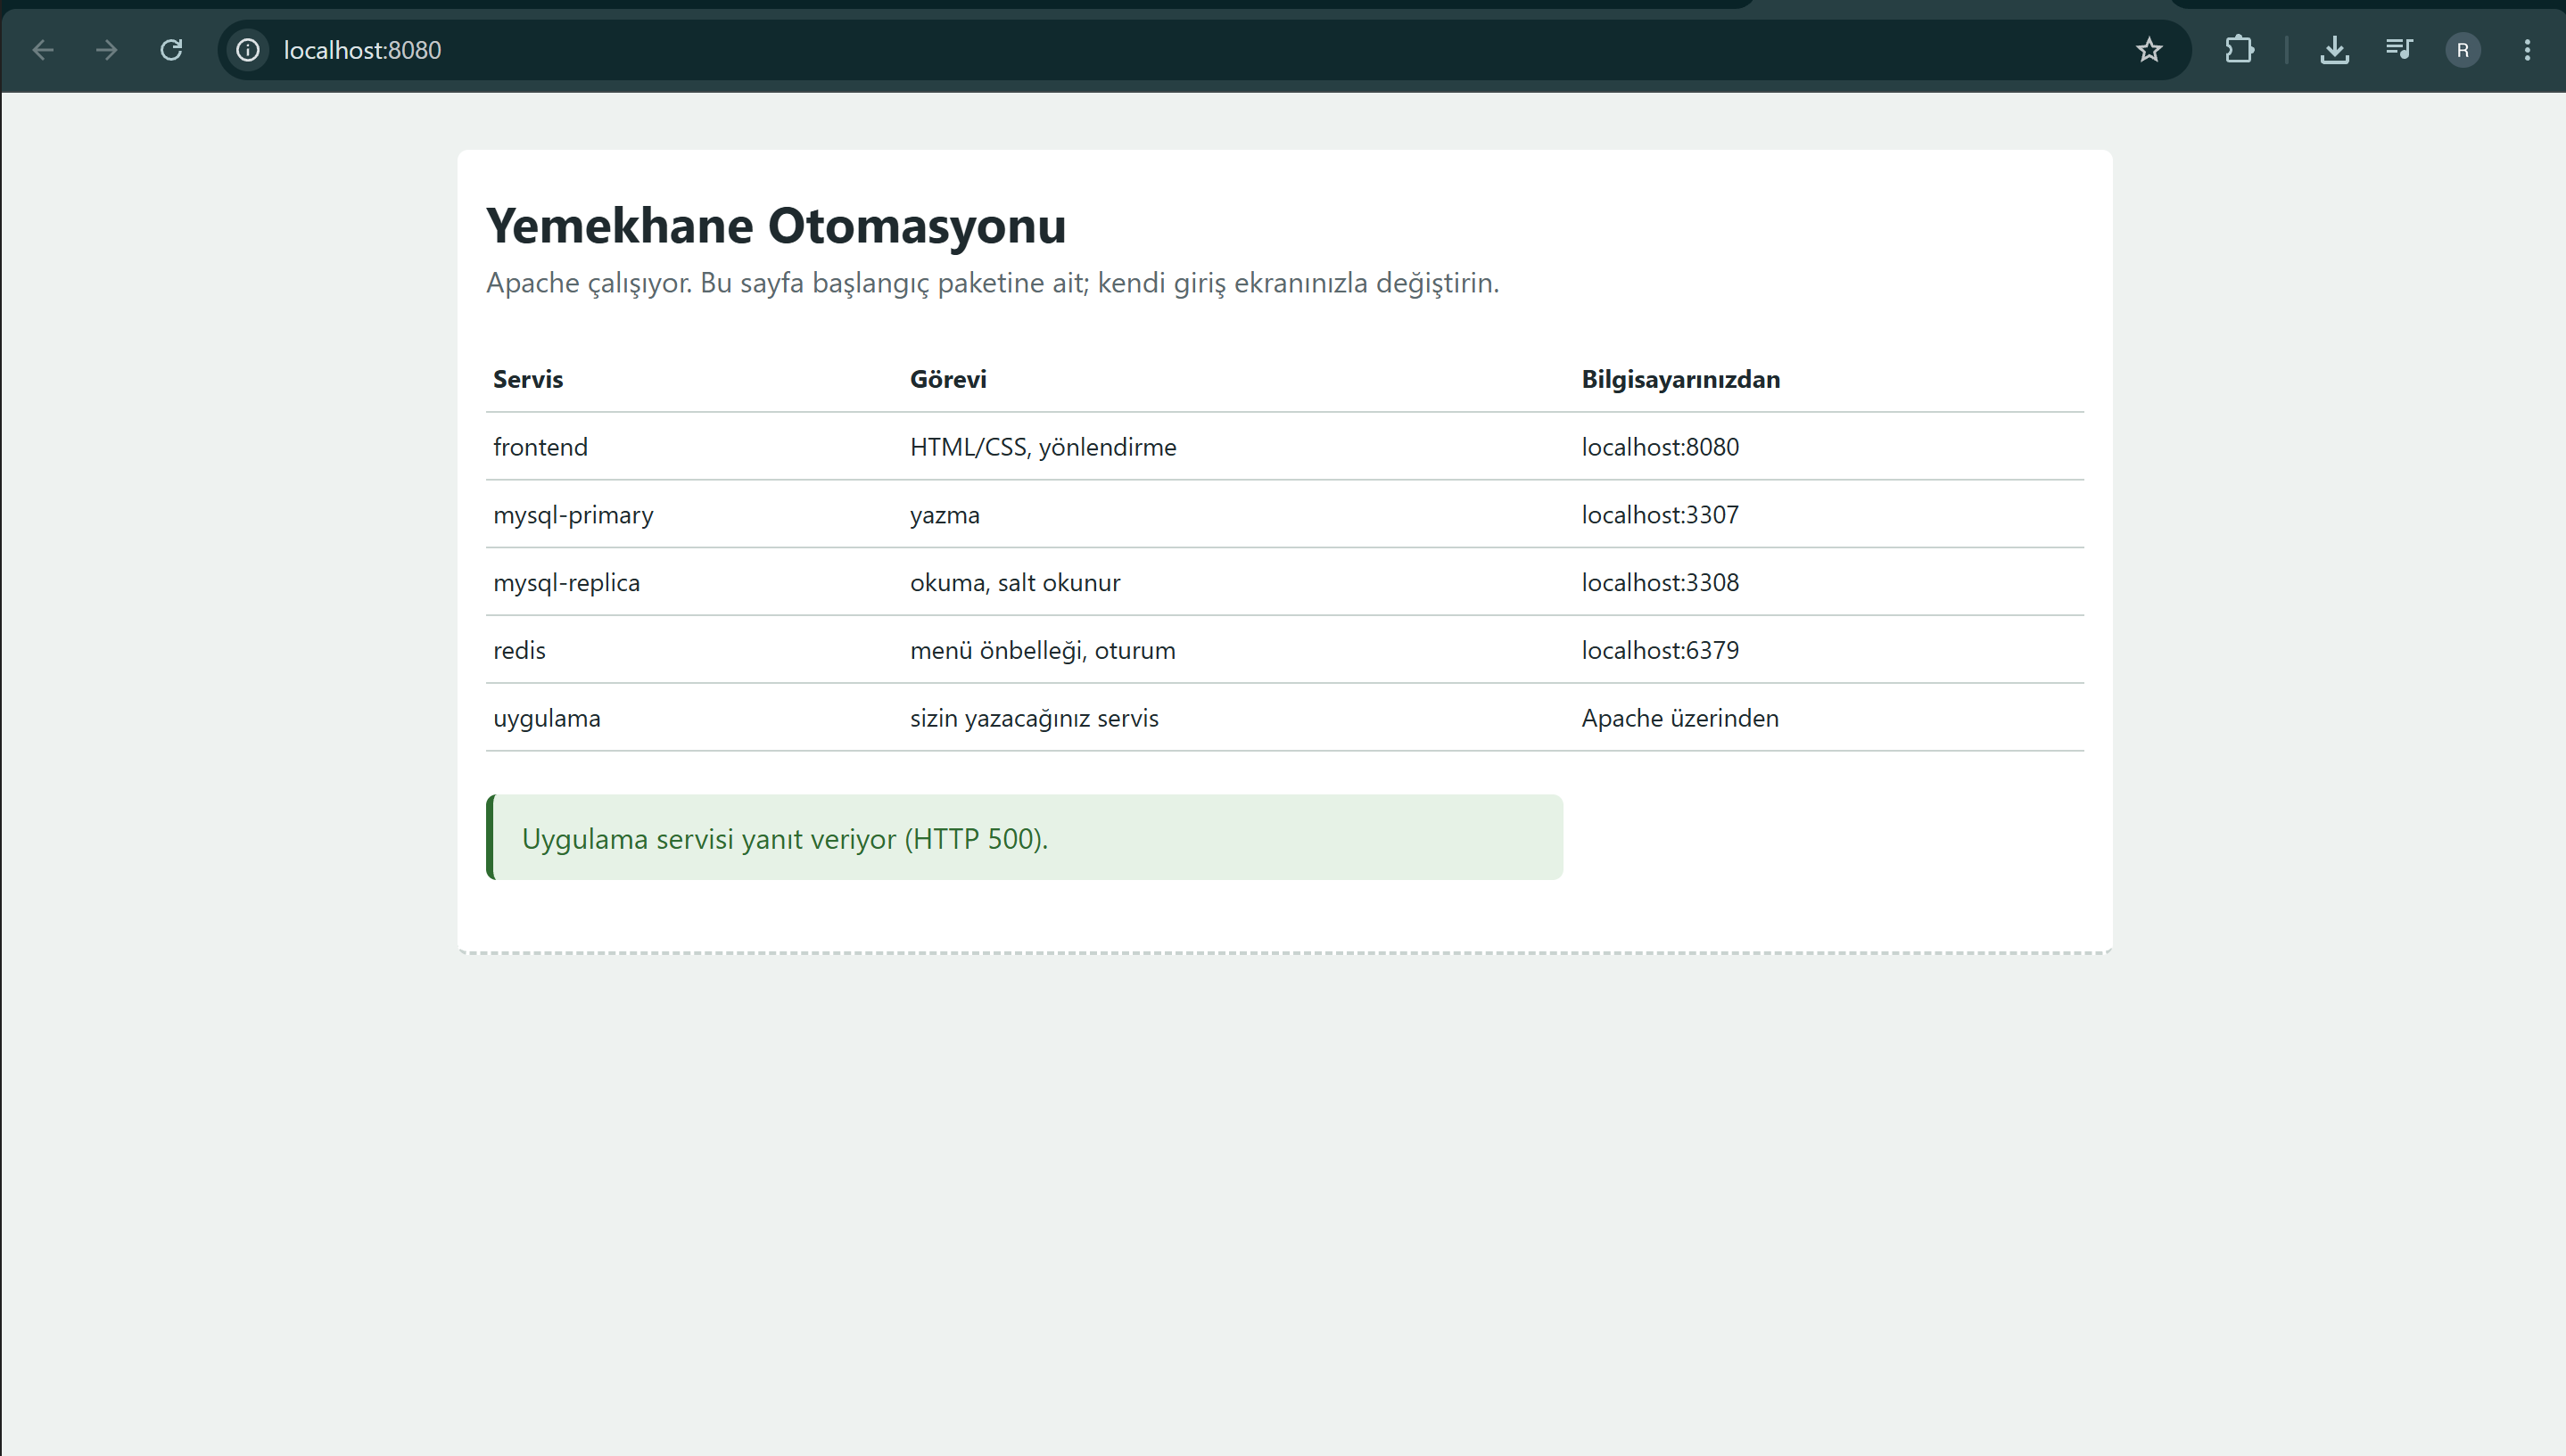 localhost:8080
R
Yemekhane Otomasyonu
Apache çalışıyor. Bu sayfa başlangıç paketine ait; kendi giriş ekranınızla değiştirin.
Servis Görevi Bilgisayarınızdan
frontend HTML/CSS, yönlendirme localhost:8080
mysql-primary yazma localhost:3307
mysql-replica okuma, salt okunur localhost:3308
redis menü önbelleği, oturum localhost:6379
uygulama sizin yazacağınız servis Apache üzerinden
Uygulama servisi yanıt veriyor (HTTP 500).